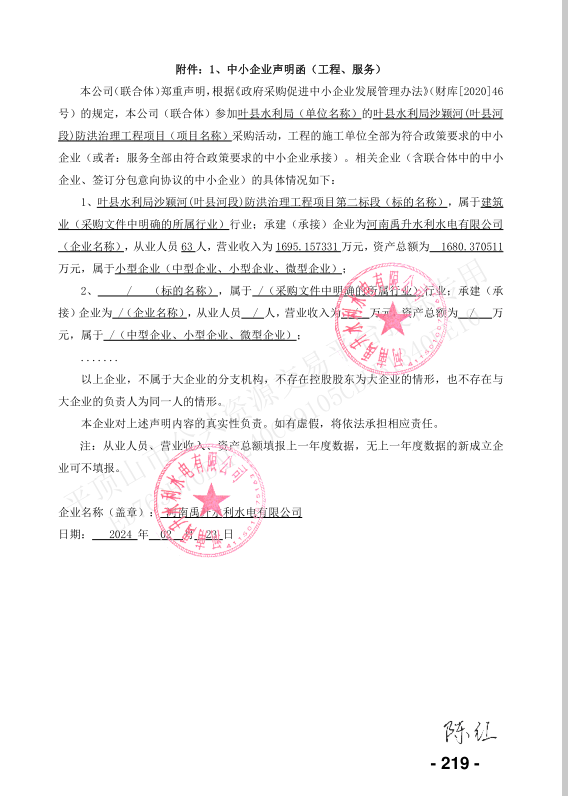 附件：1、中小企业声明函（工程、服务）
本公司（联合体）郑重声明，根据《政府采购促进中小企业发展管理办法》（财库[2020]46
号）的规定，本公司（联合体）参加叶县水利局（单位名称）的叶县水利局沙颍河(叶县河
段)防洪治理工程项目（项目名称）采购活动，工程的施工单位全部为符合政策要求的中小
企业（或者：服务全部由符合政策要求的中小企业承接）。相关企业（含联合体中的中小
企业、签订分包意向协议的中小企业）的具体情况如下：
1、叶县水利局沙颍河(叶县河段)防洪治理工程项目第二标段（标的名称），属于建筑
业（采购文件中明确的所属行业）行业；承建（承接）企业为河南禹升水利水电有限公司
（企业名称），从业人员 63 人，营业收入为 1695.157331 万元，资产总额为 1680.370511
万元，属于小型企业（中型企业、小型企业、微型企业）；
2、 / （标的名称），属于 /（采购文件中明确的所属行业）行业；承建（承
接）企业为 /（企业名称），从业人员 / 人，营业收入为 万元，资产总额为 / 万
元，属于 /（中型企业、小型企业、微型企业）；
.......
以上企业，不属于大企业的分支机构，不存在控股股东为大企业的情形，也不存在与
大企业的负责人为同一人的情形。
本企业对上述声明内容的真实性负责。如有虚假，将依法承担相应责任。
注：从业人员、营业收入、资产总额填报上一年度数据，无上一年度数据的新成立企
业可不填报。
企业名称（盖章）：河南禹升水利水电有限公司
日期： 2024 年 02 月 23 日
河南禹升水利水电有限公司
河南禹升水利水电有限公司
- 219 -